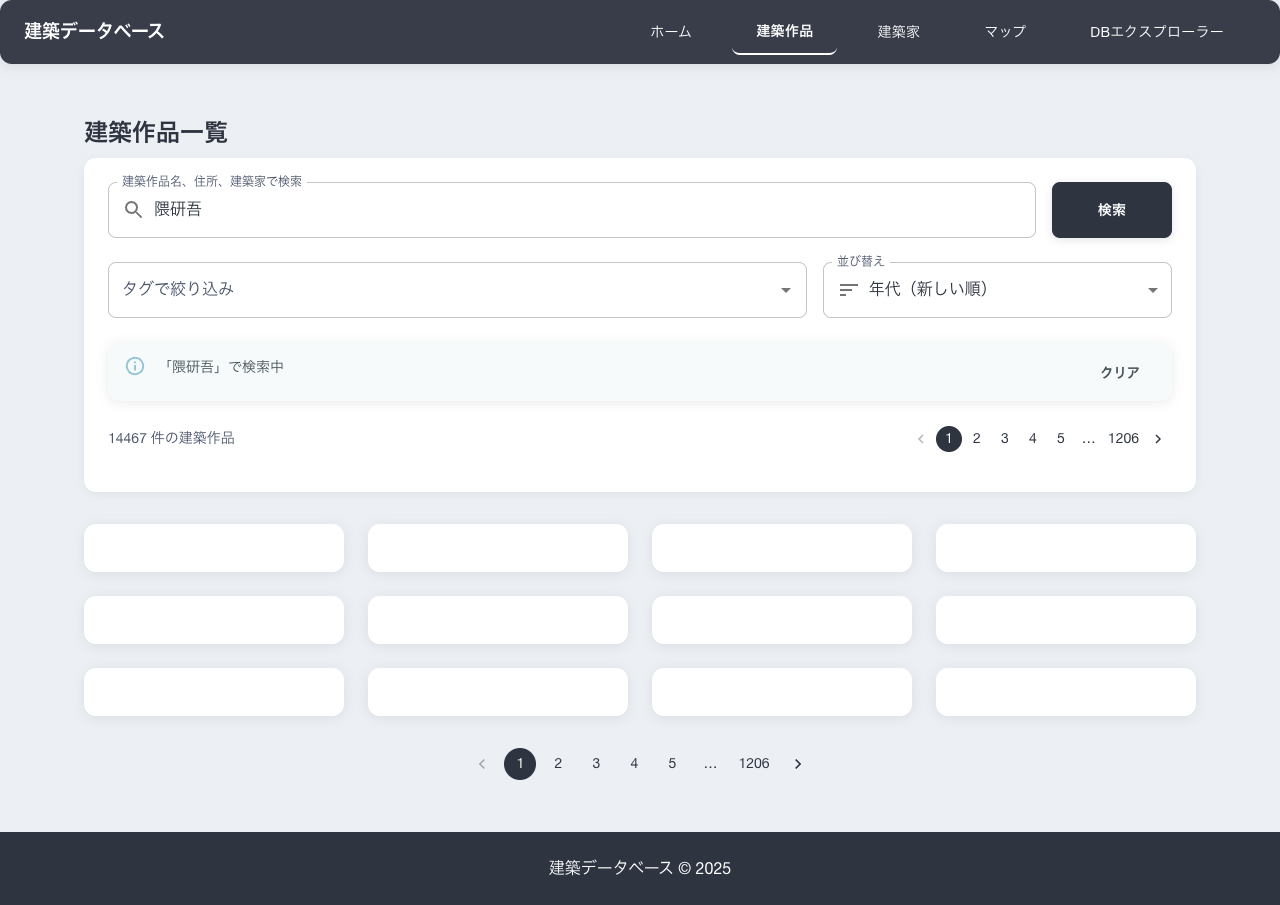 建築データベース
ホーム
建築作品
建築家
マップ
DBエクスプローラー
建築作品一覧
建築作品名、住所、建築家で検索
隈研吾
検索
タグで絞り込み
並び替え
年代（新しい順）
「隈研吾」で検索中
クリア
14467 件の建築作品
1 2 3 4 5 … 1206
1 2 3 4 5 … 1206
建築データベース © 2025